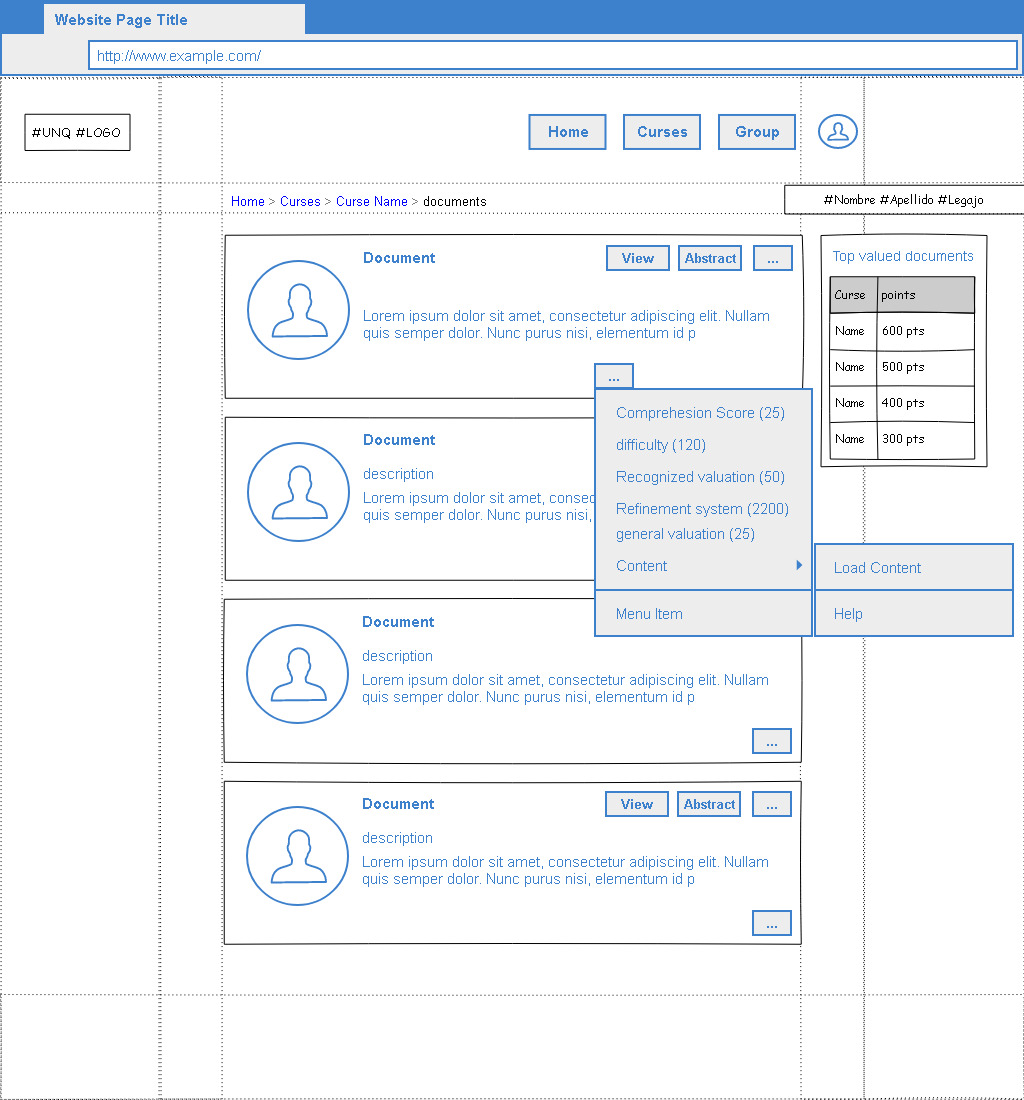 Website Page Title
http://www.example.com/
#UNQ #LOGO
Home
Curses
Group
Home > Curses > Curse Name > documents
#Nombre #Apellido #Legajo
Document
View
Abstract
...
Lorem ipsum dolor sit amet, consectetur adipiscing elit. Nullam
quis semper dolor. Nunc purus nisi, elementum id p
...
Top valued documents
Curse points
Name 600 pts
Name 500 pts
Name 400 pts
Name 300 pts
Comprehesion Score (25)
difficulty (120)
Recognized valuation (50)
Refinement system (2200)
general valuation (25)
Content
Menu Item
Load Content
Help
Document
description
Lorem ipsum dolor sit amet, consec
quis semper dolor. Nunc purus nisi,
Document
description
Lorem ipsum dolor sit amet, consectetur adipiscing elit. Nullam
quis semper dolor. Nunc purus nisi, elementum id p
...
Document
View
Abstract
...
description
Lorem ipsum dolor sit amet, consectetur adipiscing elit. Nullam
quis semper dolor. Nunc purus nisi, elementum id p
...